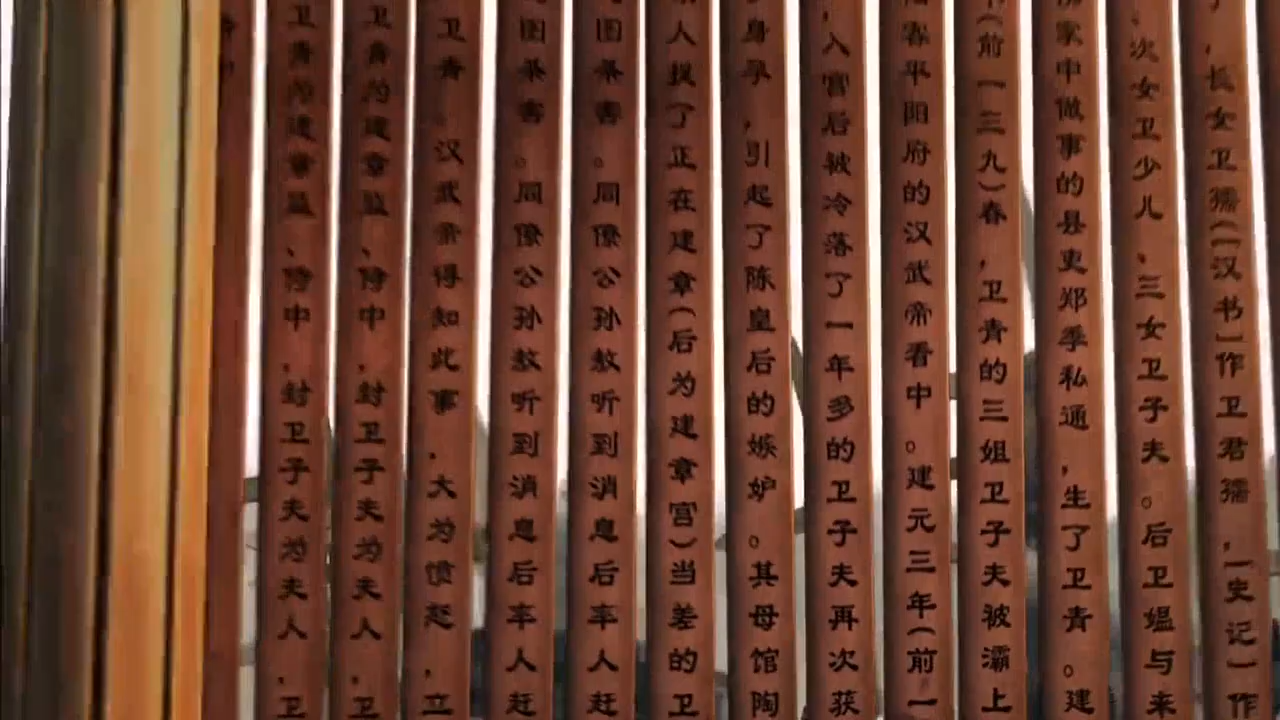 ，长女卫孺(「汉书」作卫君孺，「史记」作
。次女卫少儿、三女卫子夫。后卫媪与来
家中做事的县吏郑季私通，生了卫青。建
(前一三九)春，卫青的三姐卫子夫被灞上
平阳府的汉武帝看中。建元三年(前一
，入宫后被冷落了一年多的卫子夫再次获
身孕，引起了陈皇后的嫉妒。其母馆陶
人捉了正在建章(后为建章宫)当差的卫
图杀害。同僚公孙敖听到消息后率人赶
图杀害。同僚公孙敖听到消息后率人赶
卫青。汉武帝得知此事，大为愤怒，立
卫青为建章监、侍中，封卫子夫为夫人，卫
卫青为建章监、侍中，封卫子夫为夫人，卫